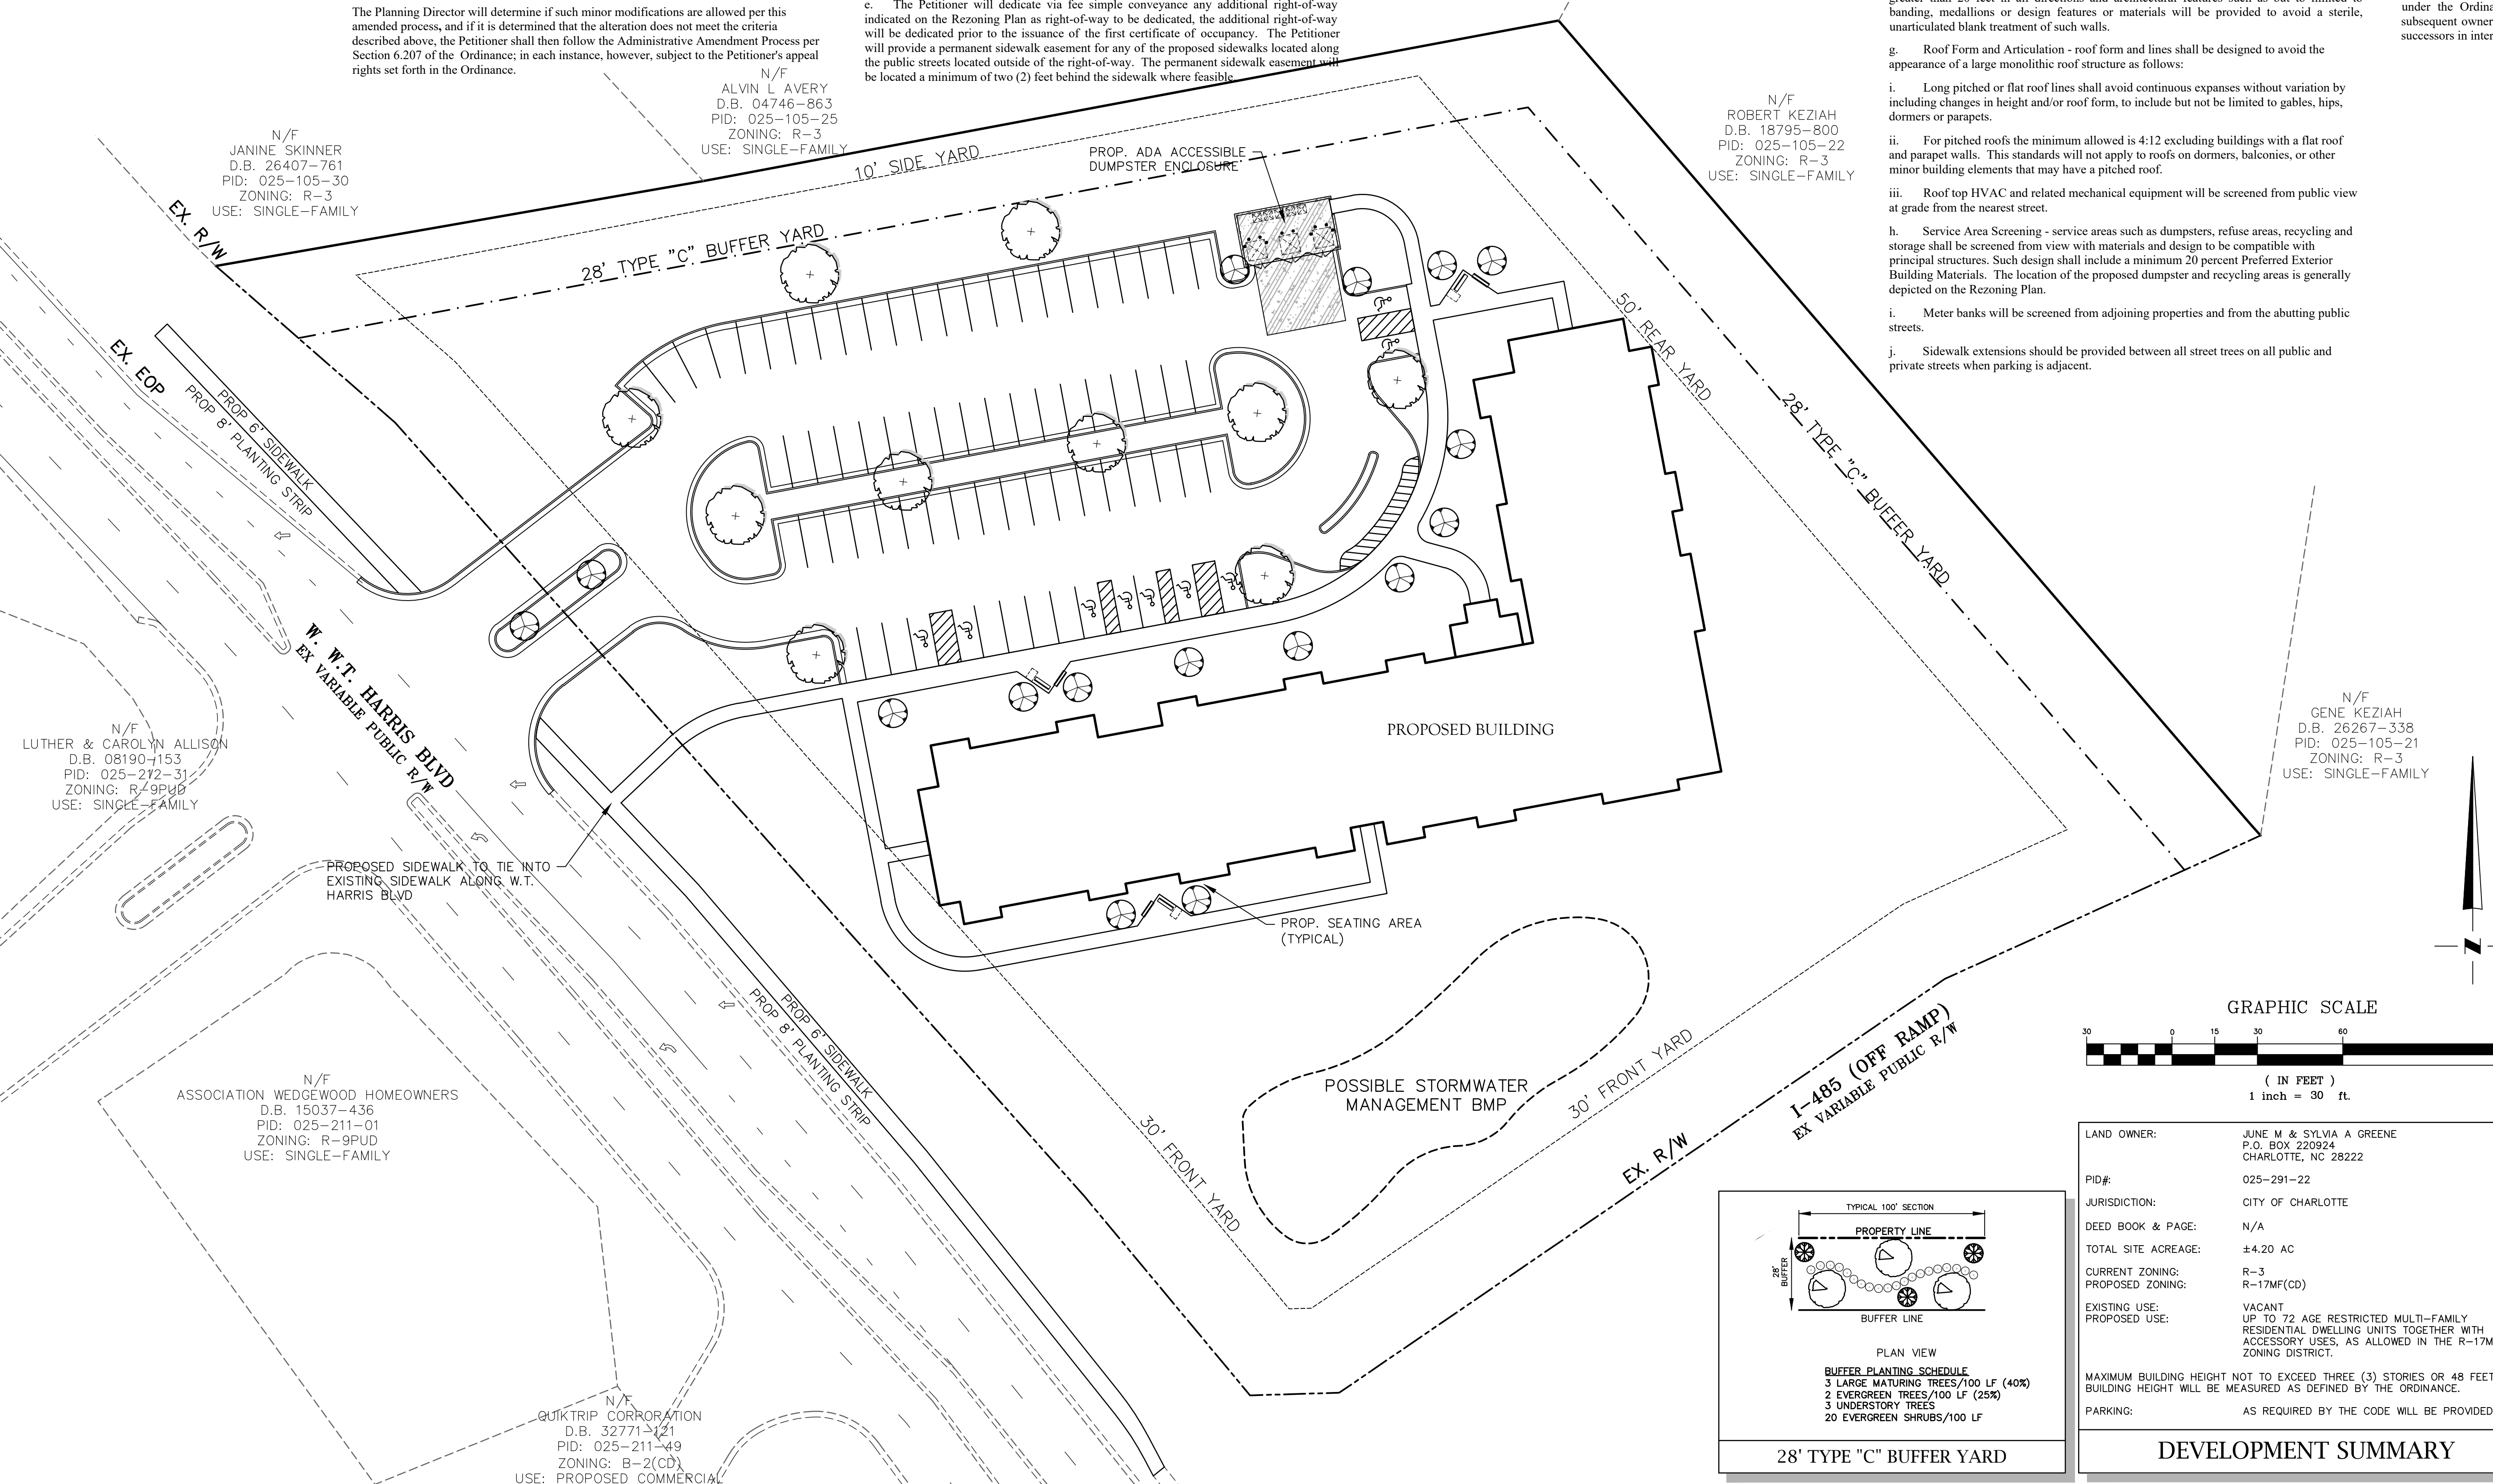 The Planning Director will determine if such minor modifications are allowed per this
amended process, and if it is determined that the alteration does not meet the criteria
described above, the Petitioner shall then follow the Administrative Amendment Process per
Section 6.207 of the Ordinance; in each instance, however, subject to the Petitioner's appeal
rights set forth in the Ordinance.
e. The Petitioner will dedicate via fee simple conveyance any additional right-of-way
indicated on the Rezoning Plan as right-of-way to be dedicated, the additional right-of-way
will be dedicated prior to the issuance of the first certificate of occupancy. The Petitioner
will provide a permanent sidewalk easement for any of the proposed sidewalks located along
the public streets located outside of the right-of-way. The permanent sidewalk easement will
be located a minimum of two (2) feet behind the sidewalk where feasible.
greater than 20 feet in all directions and architectural features such as but to limited to
banding, medallions or design features or materials will be provided to avoid a sterile,
unarticulated blank treatment of such walls.
g. Roof Form and Articulation - roof form and lines shall be designed to avoid the
appearance of a large monolithic roof structure as follows:
i. Long pitched or flat roof lines shall avoid continuous expanses without variation by
including changes in height and/or roof form, to include but not be limited to gables, hips,
dormers or parapets.
ii. For pitched roofs the minimum allowed is 4:12 excluding buildings with a flat roof
and parapet walls. This standards will not apply to roofs on dormers, balconies, or other
minor building elements that may have a pitched roof.
iii. Roof top HVAC and related mechanical equipment will be screened from public view
at grade from the nearest street.
h. Service Area Screening - service areas such as dumpsters, refuse areas, recycling and
storage shall be screened from view with materials and design to be compatible with
principal structures. Such design shall include a minimum 20 percent Preferred Exterior
Building Materials. The location of the proposed dumpster and recycling areas is generally
depicted on the Rezoning Plan.
i. Meter banks will be screened from adjoining properties and from the abutting public
streets.
j. Sidewalk extensions should be provided between all street trees on all public and
private streets when parking is adjacent.
under the Ordina
subsequent owner
successors in inter
N/F
JANINE SKINNER
D.B. 26407-761
PID: 025-105-30
ZONING: R-3
USE: SINGLE-FAMILY
N/F
ALVIN L AVERY
D.B. 04746-863
PID: 025-105-25
ZONING: R-3
USE: SINGLE-FAMILY
N/F
ROBERT KEZIAH
D.B. 18795-800
PID: 025-105-22
ZONING: R-3
USE: SINGLE-FAMILY
10' SIDE YARD
PROP. ADA ACCESSIBLE
DUMPSTER ENCLOSURE
28' TYPE "C" BUFFER YARD
EX. R/W
EX. EOP
PROP 6' SIDEWALK
PROP 8' PLANTING STRIP
50' REAR YARD
28' TYPE "C" BUFFER YARD
W. W.T. HARRIS BLVD
EX VARIABLE PUBLIC R/W
PROPOSED BUILDING
N/F
GENE KEZIAH
D.B. 26267-338
PID: 025-105-21
ZONING: R-3
USE: SINGLE-FAMILY
N/F
LUTHER & CAROLYN ALLISON
D.B. 08190-153
PID: 025-212-31
ZONING: R-9PUD
USE: SINGLE-FAMILY
PROPOSED SIDEWALK TO TIE INTO
EXISTING SIDEWALK ALONG W.T.
HARRIS BLVD
PROP. SEATING AREA
(TYPICAL)
PROP 6' SIDEWALK
PROP 8' PLANTING STRIP
POSSIBLE STORMWATER
MANAGEMENT BMP
30' FRONT YARD
30' FRONT YARD
I-485 (OFF RAMP)
EX VARIABLE PUBLIC R/W
EX. R/W
N/F
ASSOCIATION WEDGEWOOD HOMEOWNERS
D.B. 15037-436
PID: 025-211-01
ZONING: R-9PUD
USE: SINGLE-FAMILY
N/F
QUIKTRIP CORPORATION
D.B. 32771-121
PID: 025-211-49
ZONING: B-2(CD)
USE: PROPOSED COMMERCIAL
N
GRAPHIC SCALE
30 0 15 30 60
( IN FEET )
1 inch = 30 ft.
TYPICAL 100' SECTION
PROPERTY LINE
28'
BUFFER
BUFFER LINE
PLAN VIEW
BUFFER PLANTING SCHEDULE
3 LARGE MATURING TREES/100 LF (40%)
2 EVERGREEN TREES/100 LF (25%)
3 UNDERSTORY TREES
20 EVERGREEN SHRUBS/100 LF
28' TYPE "C" BUFFER YARD
LAND OWNER: JUNE M & SYLVIA A GREENE
P.O. BOX 220924
CHARLOTTE, NC 28222
PID#: 025-291-22
JURISDICTION: CITY OF CHARLOTTE
DEED BOOK & PAGE: N/A
TOTAL SITE ACREAGE: ±4.20 AC
CURRENT ZONING: R-3
PROPOSED ZONING: R-17MF(CD)
EXISTING USE: VACANT
PROPOSED USE: UP TO 72 AGE RESTRICTED MULTI-FAMILY
RESIDENTIAL DWELLING UNITS TOGETHER WITH
ACCESSORY USES, AS ALLOWED IN THE R-17M
ZONING DISTRICT.
MAXIMUM BUILDING HEIGHT NOT TO EXCEED THREE (3) STORIES OR 48 FEET
BUILDING HEIGHT WILL BE MEASURED AS DEFINED BY THE ORDINANCE.
PARKING: AS REQUIRED BY THE CODE WILL BE PROVIDED
DEVELOPMENT SUMMARY